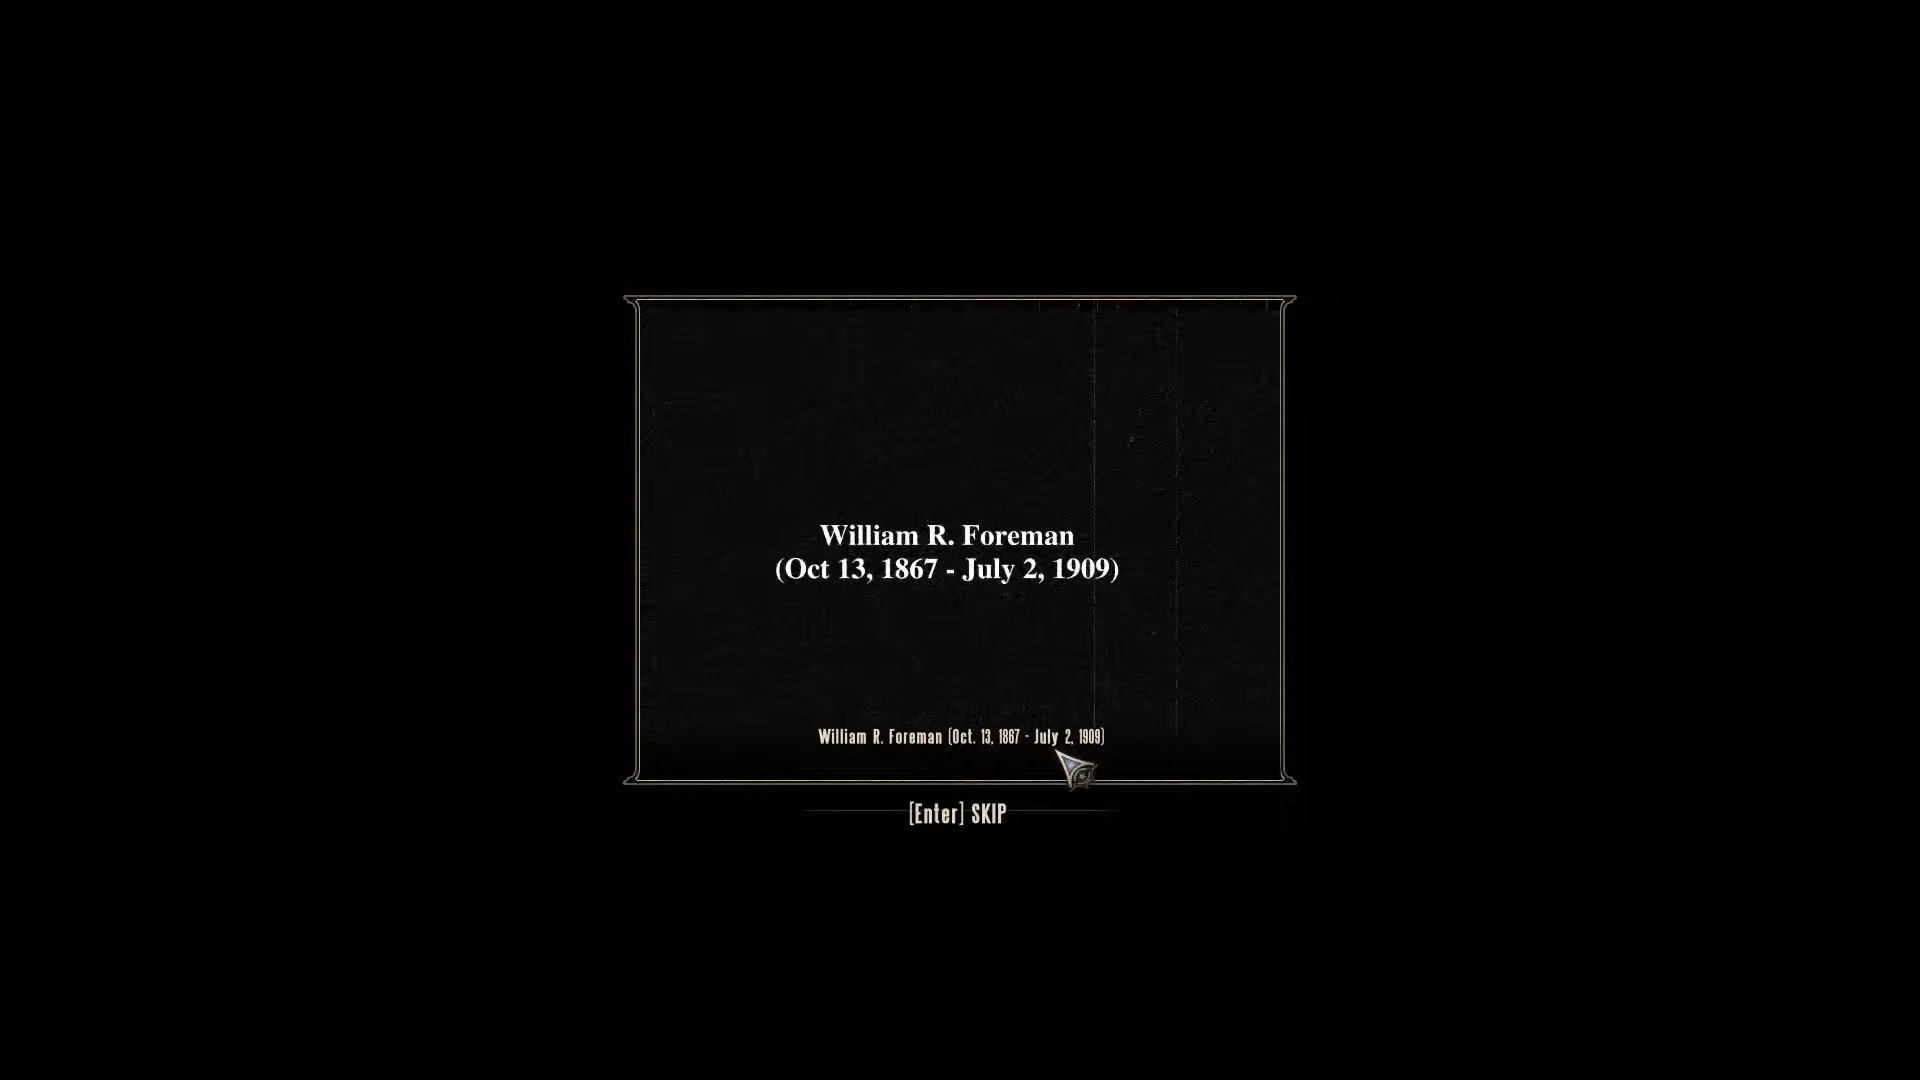 William R. Foreman
(Oct 13, 1867 - July 2, 1909)
William R. Foreman (Oct. 13, 1867 - July 2, 1909)
[Enter] SKIP